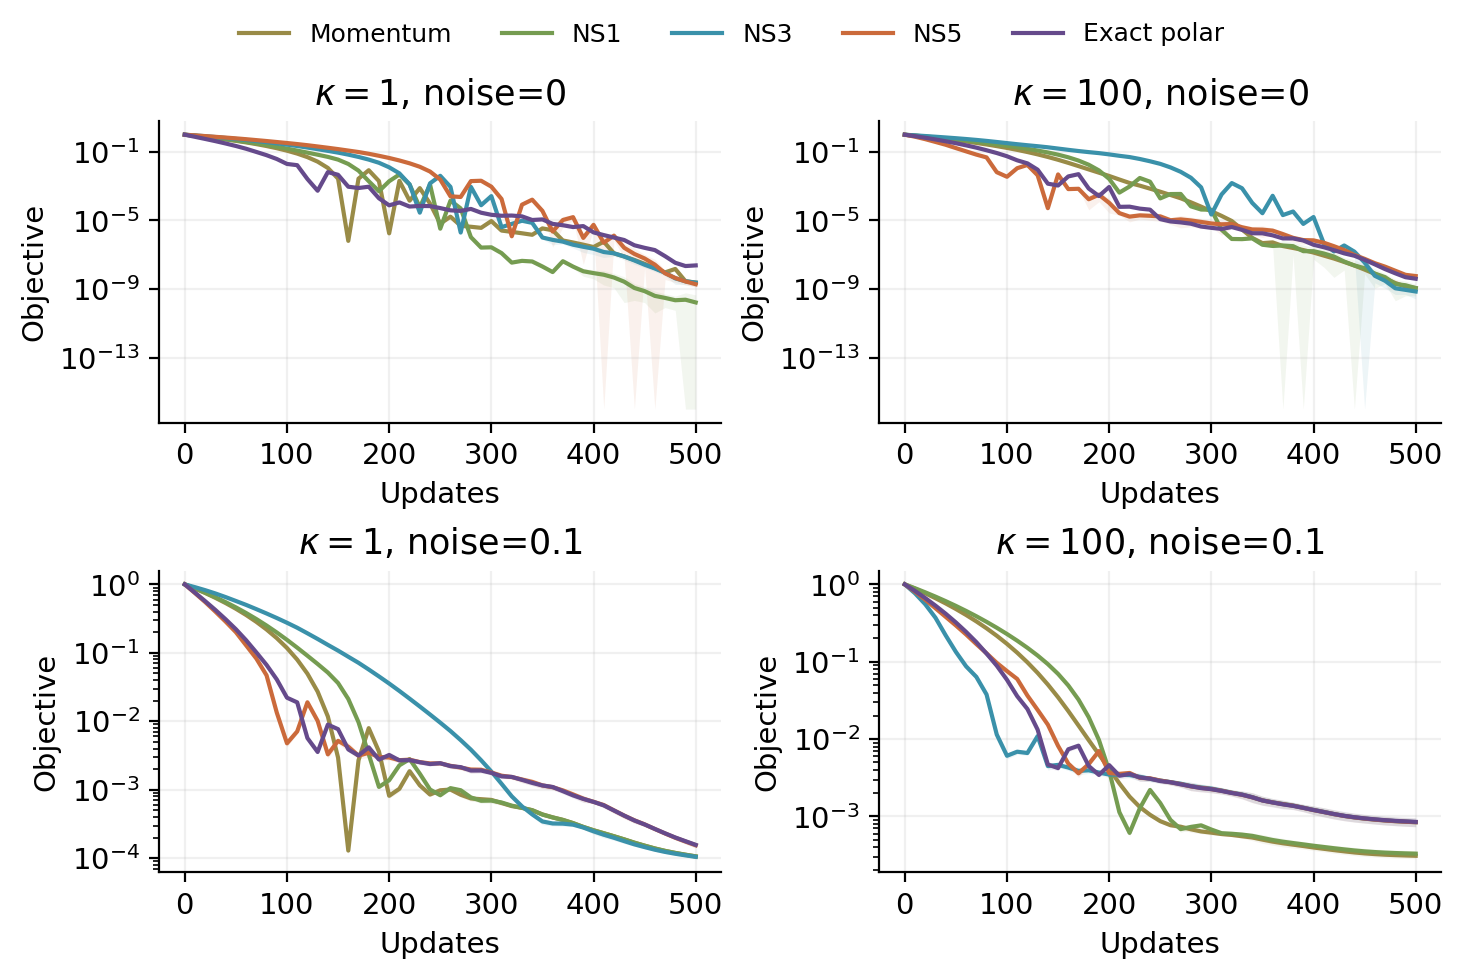 Momentum NS1 NS3 NS5 Exact polar
κ = 1, noise=0
κ = 100, noise=0
Objective
10⁻¹
10⁻⁵
10⁻⁹
10⁻¹³
0 100 200 300 400 500
Updates
Objective
10⁻¹
10⁻⁵
10⁻⁹
10⁻¹³
0 100 200 300 400 500
Updates
κ = 1, noise=0.1
κ = 100, noise=0.1
Objective
10⁰
10⁻¹
10⁻²
10⁻³
10⁻⁴
0 100 200 300 400 500
Updates
Objective
10⁰
10⁻¹
10⁻²
10⁻³
0 100 200 300 400 500
Updates